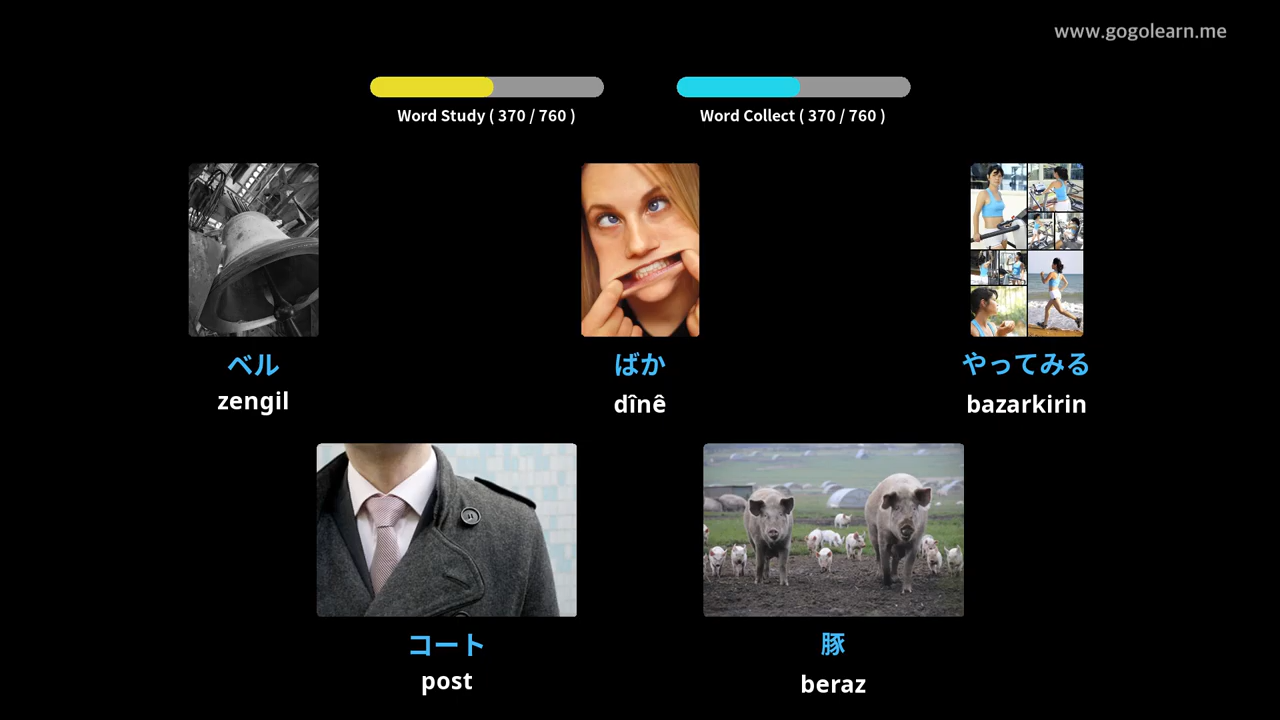 www.gogolearn.me
Word Study ( 370 / 760 )
Word Collect ( 370 / 760 )
ベル
zengil
ばか
dînê
やってみる
bazarkirin
コート
post
豚
beraz